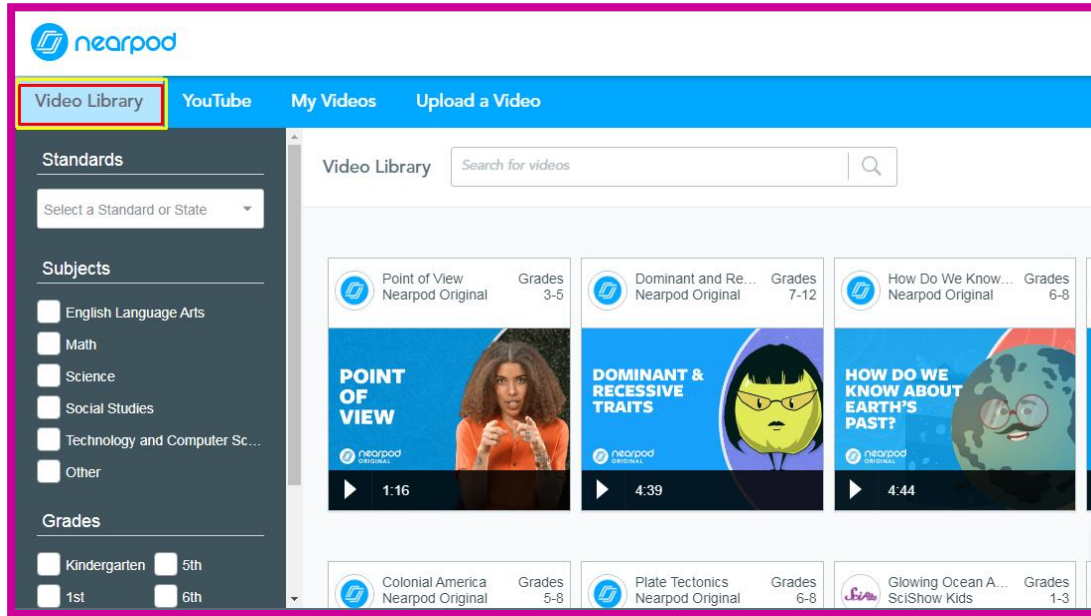 nearpod
Video Library YouTube My Videos Upload a Video
Standards
Select a Standard or State
Subjects
English Language Arts
Math
Science
Social Studies
Technology and Computer Sc...
Other
Grades
Kindergarten 5th
1st 6th
Video Library Search for videos
Point of View Grades
Nearpod Original 3-5
POINT
OF
VIEW
nearpod
ORIGINAL
1:16
Dominant and Re... Grades
Nearpod Original 7-12
DOMINANT &
RECESSIVE
TRAITS
nearpod
ORIGINAL
4:39
How Do We Know... Grades
Nearpod Original 6-8
HOW DO WE
KNOW ABOUT
EARTH'S
PAST?
nearpod
ORIGINAL
4:44
Colonial America Grades
Nearpod Original 5-8
Plate Tectonics Grades
Nearpod Original 6-8
Glowing Ocean A... Grades
SciShow Kids 1-3